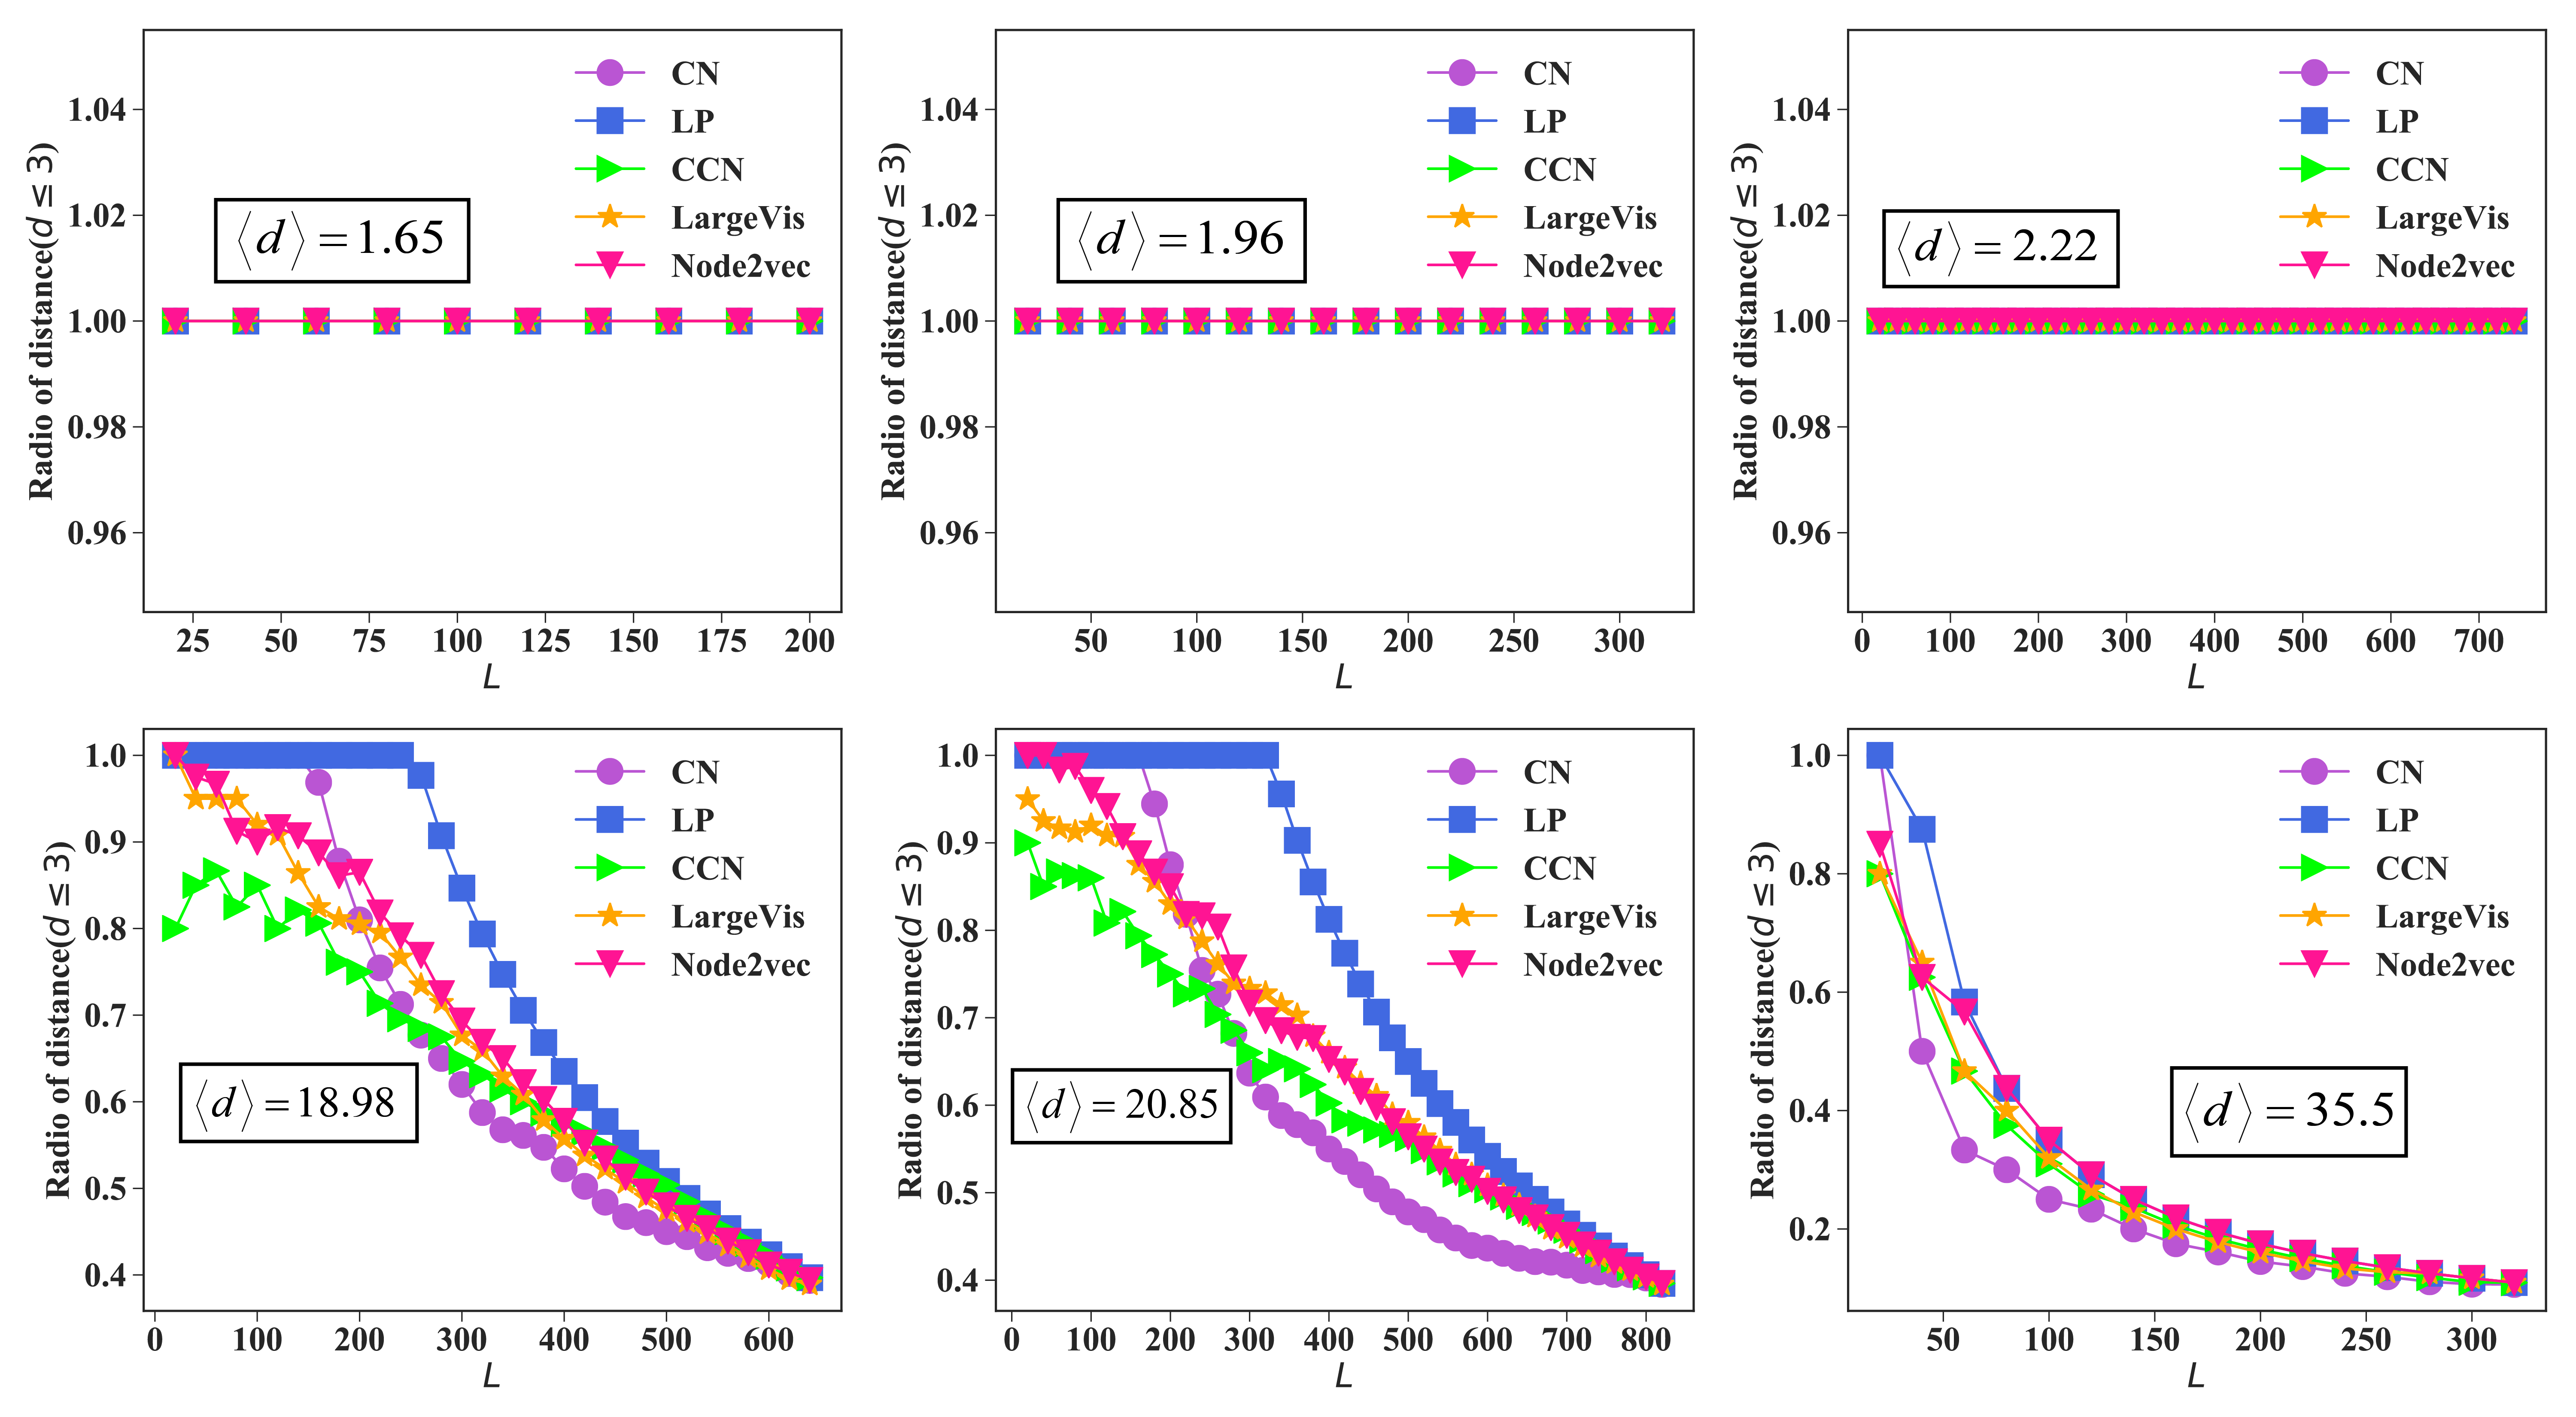 CN
LP
CCN
LargeVis
Node2vec
⟨d⟩ = 1.65
Radio of distance(d ≤ 3)
1.04
1.02
1.00
0.98
0.96
25 50 75 100 125 150 175 200
L
CN
LP
CCN
LargeVis
Node2vec
⟨d⟩ = 1.96
Radio of distance(d ≤ 3)
1.04
1.02
1.00
0.98
0.96
50 100 150 200 250 300
L
CN
LP
CCN
LargeVis
Node2vec
⟨d⟩ = 2.22
Radio of distance(d ≤ 3)
1.04
1.02
1.00
0.98
0.96
0 100 200 300 400 500 600 700
L
CN
LP
CCN
LargeVis
Node2vec
⟨d⟩ = 18.98
Radio of distance(d ≤ 3)
1.0
0.9
0.8
0.7
0.6
0.5
0.4
0 100 200 300 400 500 600
L
CN
LP
CCN
LargeVis
Node2vec
⟨d⟩ = 20.85
Radio of distance(d ≤ 3)
1.0
0.9
0.8
0.7
0.6
0.5
0.4
0 100 200 300 400 500 600 700 800
L
CN
LP
CCN
LargeVis
Node2vec
⟨d⟩ = 35.5
Radio of distance(d ≤ 3)
1.0
0.8
0.6
0.4
0.2
50 100 150 200 250 300
L